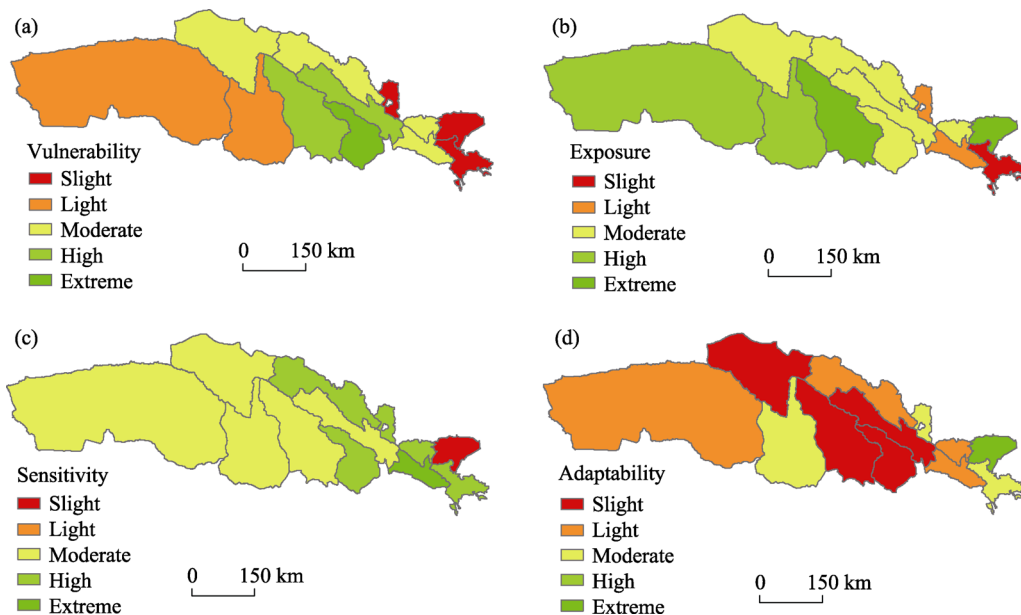 (a)
Vulnerability
Slight
Light
Moderate
High
Extreme
0 150 km
(b)
Exposure
Slight
Light
Moderate
High
Extreme
0 150 km
(c)
Sensitivity
Slight
Light
Moderate
High
Extreme
0 150 km
(d)
Adaptability
Slight
Light
Moderate
High
Extreme
0 150 km